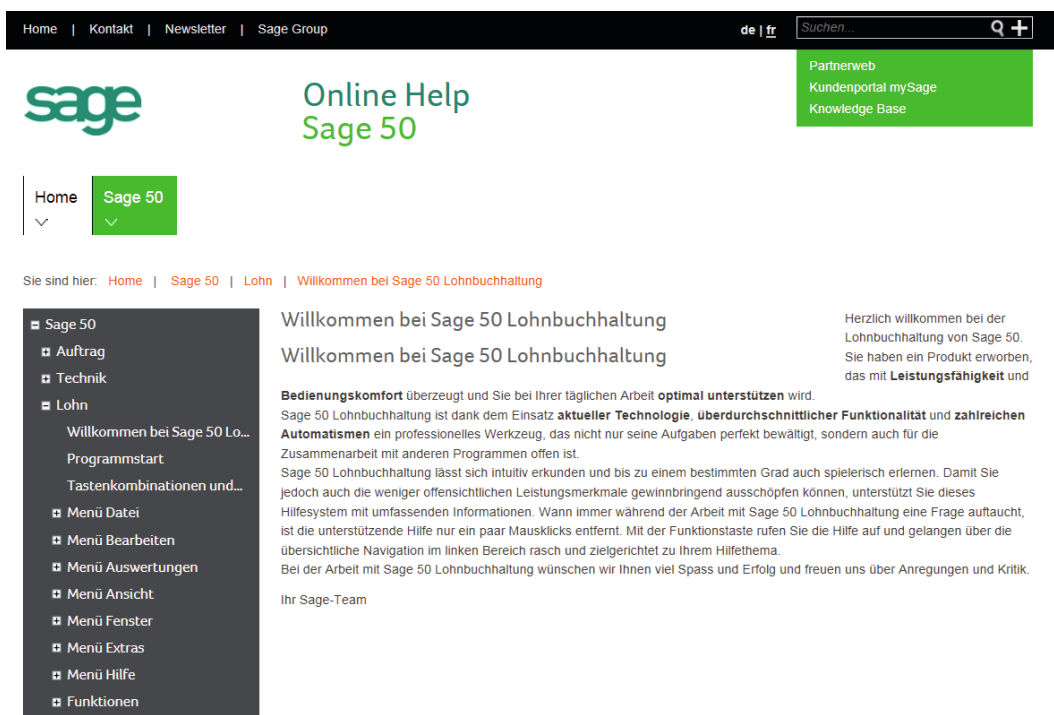 Home | Kontakt | Newsletter | Sage Group
de | fr
Suchen...
Partnerweb
Kundenportal mySage
Knowledge Base
sage
Online Help
Sage 50
Home
Sage 50
Sie sind hier: Home | Sage 50 | Lohn | Willkommen bei Sage 50 Lohnbuchhaltung
Sage 50
Auftrag
Technik
Lohn
Willkommen bei Sage 50 Lo...
Programmstart
Tastenkombinationen und...
Menü Datei
Menü Bearbeiten
Menü Auswertungen
Menü Ansicht
Menü Fenster
Menü Extras
Menü Hilfe
Funktionen
Willkommen bei Sage 50 Lohnbuchhaltung
Willkommen bei Sage 50 Lohnbuchhaltung
Herzlich willkommen bei der
Lohnbuchhaltung von Sage 50.
Sie haben ein Produkt erworben,
das mit Leistungsfähigkeit und
Bedienungskomfort überzeugt und Sie bei Ihrer täglichen Arbeit optimal unterstützen wird.
Sage 50 Lohnbuchhaltung ist dank dem Einsatz aktueller Technologie, überdurchschnittlicher Funktionalität und zahlreichen
Automatismen ein professionelles Werkzeug, das nicht nur seine Aufgaben perfekt bewältigt, sondern auch für die
Zusammenarbeit mit anderen Programmen offen ist.
Sage 50 Lohnbuchhaltung lässt sich intuitiv erkunden und bis zu einem bestimmten Grad auch spielerisch erlernen. Damit Sie
jedoch auch die weniger offensichtlichen Leistungsmerkmale gewinnbringend ausschöpfen können, unterstützt Sie dieses
Hilfesystem mit umfassenden Informationen. Wann immer während der Arbeit mit Sage 50 Lohnbuchhaltung eine Frage auftaucht,
ist die unterstützende Hilfe nur ein paar Mausklicks entfernt. Mit der Funktionstaste rufen Sie die Hilfe auf und gelangen über die
übersichtliche Navigation im linken Bereich rasch und zielgerichtet zu Ihrem Hilfethema.
Bei der Arbeit mit Sage 50 Lohnbuchhaltung wünschen wir Ihnen viel Spass und Erfolg und freuen uns über Anregungen und Kritik.
Ihr Sage-Team